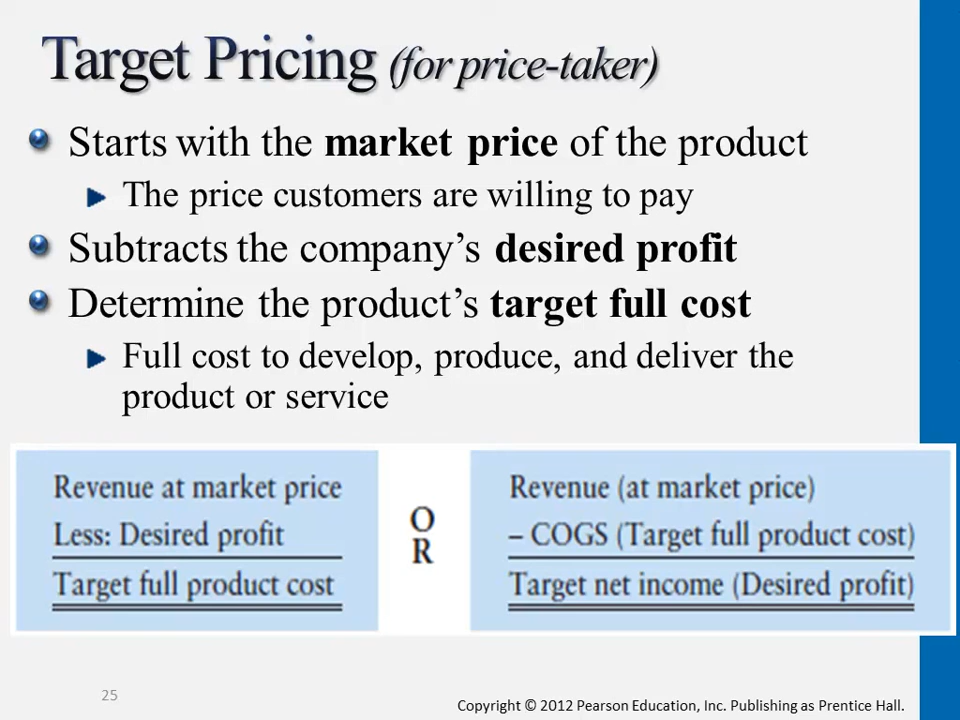 Target Pricing (for price-taker)
Starts with the market price of the product
The price customers are willing to pay
Subtracts the company’s desired profit
Determine the product’s target full cost
Full cost to develop, produce, and deliver the
product or service
Revenue at market price
Less: Desired profit
Target full product cost
O
R
Revenue (at market price)
– COGS (Target full product cost)
Target net income (Desired profit)
25
Copyright © 2012 Pearson Education, Inc. Publishing as Prentice Hall.